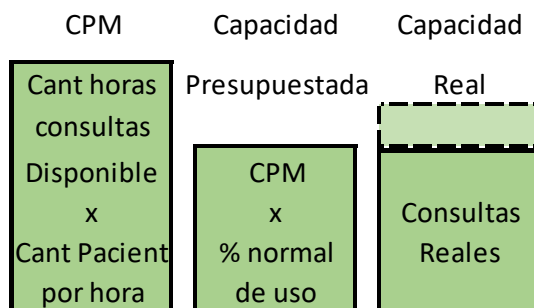 CPM
Cant horas
consultas
Disponible
x
Cant Pacient
por hora
Capacidad
Presupuestada
CPM
x
% normal
de uso
Capacidad
Real
Consultas
Reales